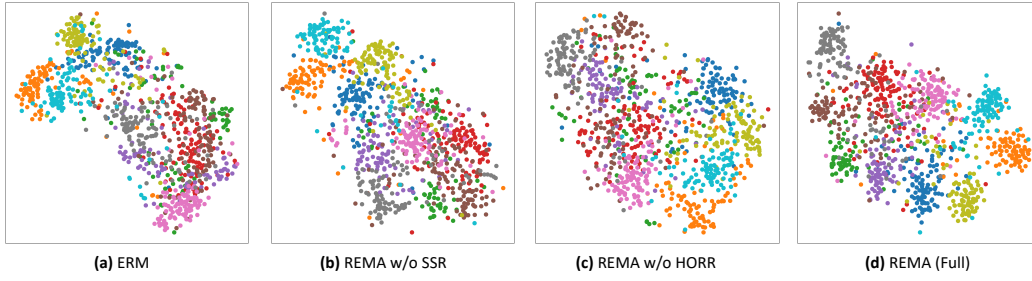 (a) ERM
(b) REMA w/o SSR
(c) REMA w/o HORR
(d) REMA (Full)